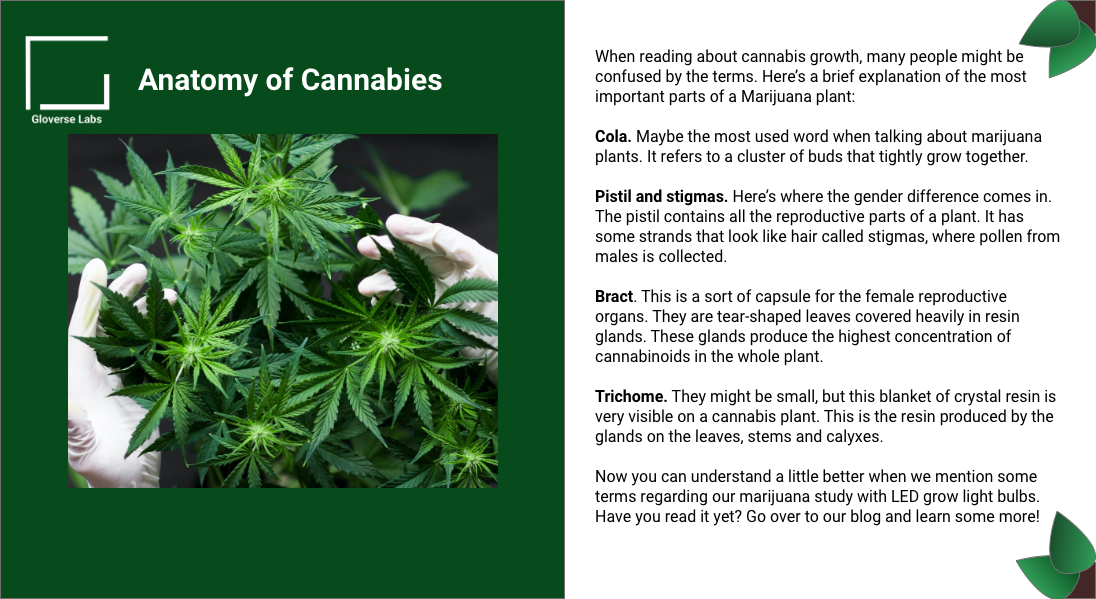 Gloverse Labs
Anatomy of Cannabies
When reading about cannabis growth, many people might be
confused by the terms. Here’s a brief explanation of the most
important parts of a Marijuana plant:
Cola. Maybe the most used word when talking about marijuana
plants. It refers to a cluster of buds that tightly grow together.
Pistil and stigmas. Here’s where the gender difference comes in.
The pistil contains all the reproductive parts of a plant. It has
some strands that look like hair called stigmas, where pollen from
males is collected.
Bract. This is a sort of capsule for the female reproductive
organs. They are tear-shaped leaves covered heavily in resin
glands. These glands produce the highest concentration of
cannabinoids in the whole plant.
Trichome. They might be small, but this blanket of crystal resin is
very visible on a cannabis plant. This is the resin produced by the
glands on the leaves, stems and calyxes.
Now you can understand a little better when we mention some
terms regarding our marijuana study with LED grow light bulbs.
Have you read it yet? Go over to our blog and learn some more!